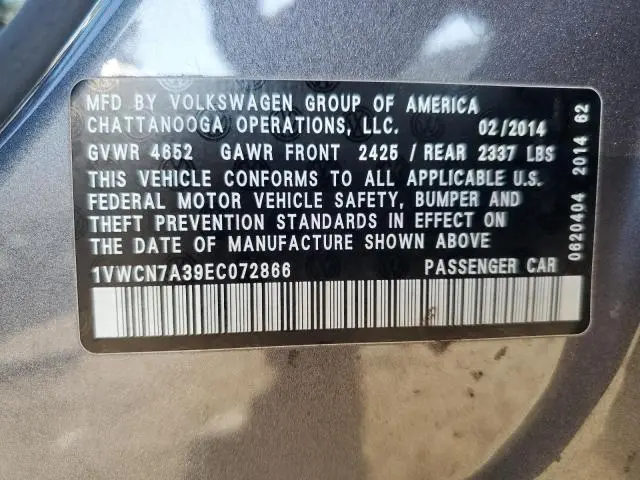 MFD BY VOLKSWAGEN GROUP OF AMERICA
CHATTANOOGA OPERATIONS, LLC. 02/2014
GVWR 4652 GAWR FRONT 2425 / REAR 2337 LBS
THIS VEHICLE CONFORMS TO ALL APPLICABLE U.S.
FEDERAL MOTOR VEHICLE SAFETY, BUMPER AND
THEFT PREVENTION STANDARDS IN EFFECT ON
THE DATE OF MANUFACTURE SHOWN ABOVE
1VWCN7A39EC072866 PASSENGER CAR
0620404 2014 62